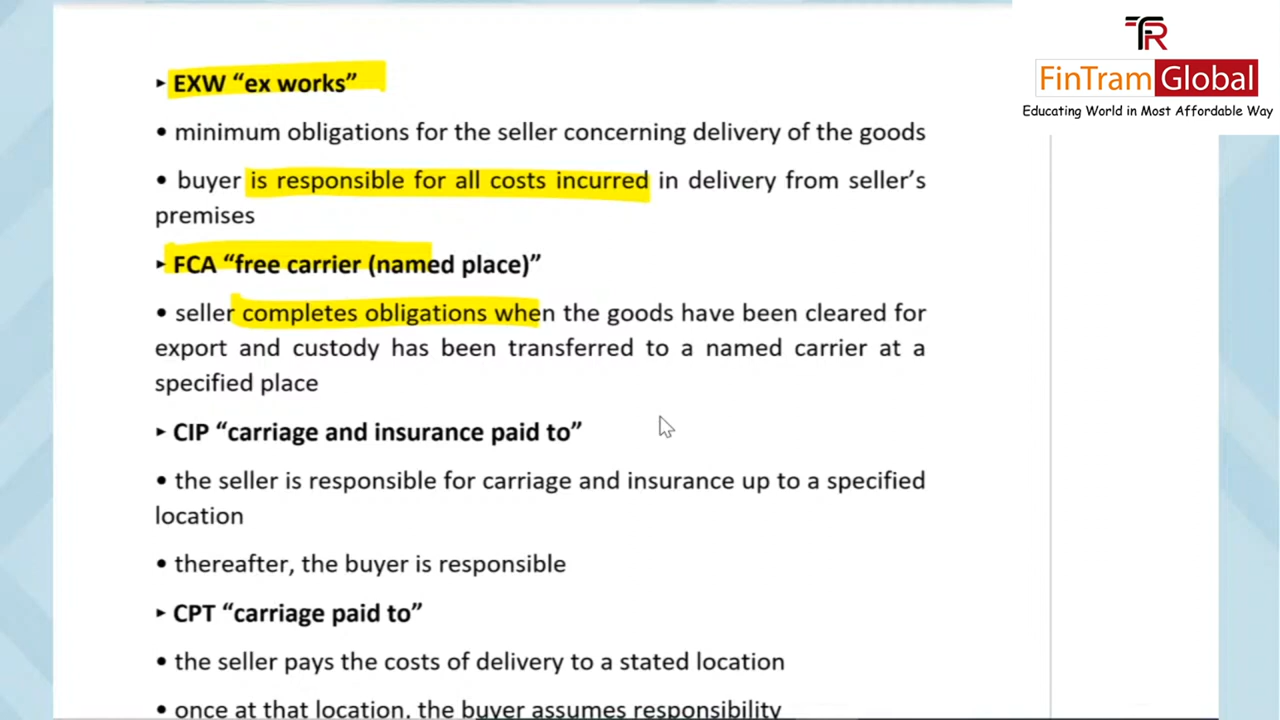 TR
FinTram Global
Educating World in Most Affordable Way
► EXW “ex works”
• minimum obligations for the seller concerning delivery of the goods
• buyer is responsible for all costs incurred in delivery from seller’s
premises
► FCA “free carrier (named place)”
• seller completes obligations when the goods have been cleared for
export and custody has been transferred to a named carrier at a
specified place
► CIP “carriage and insurance paid to”
• the seller is responsible for carriage and insurance up to a specified
location
• thereafter, the buyer is responsible
► CPT “carriage paid to”
• the seller pays the costs of delivery to a stated location
• once at that location, the buyer assumes responsibility